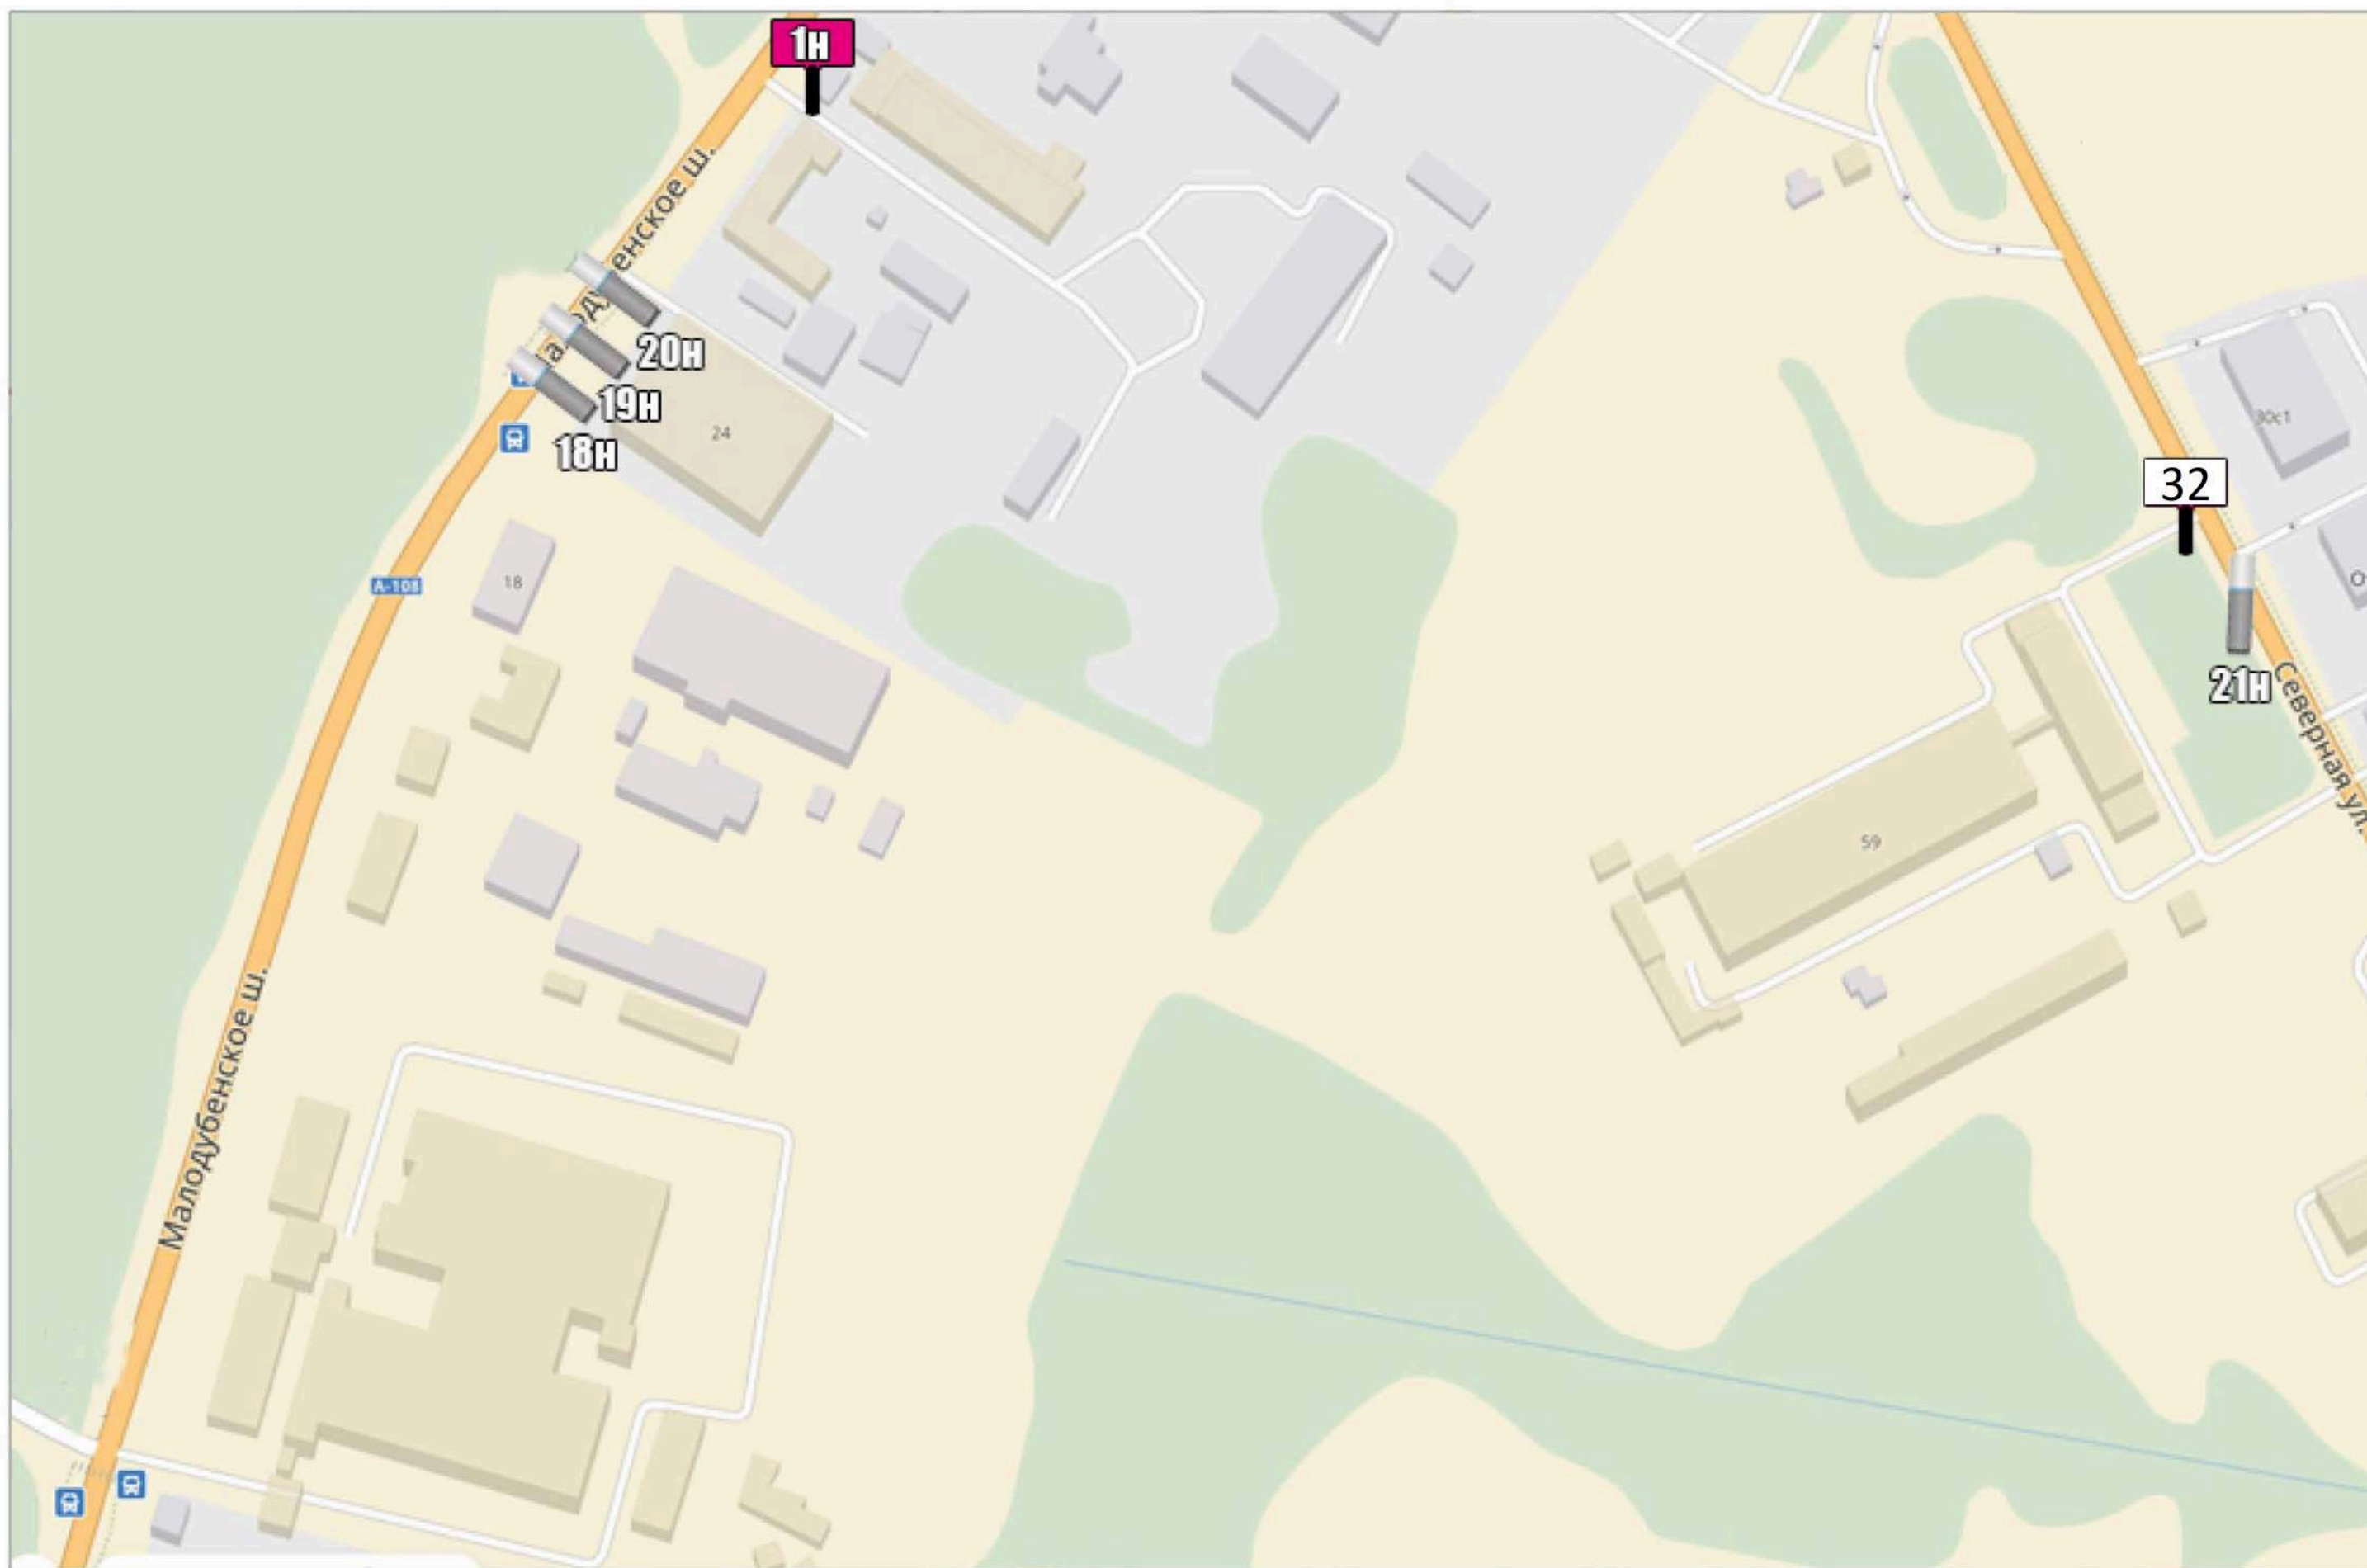 1н
Малодубенское ш.
20н
19н
18н
24
30с1
32
А-108
18
21н
Северная ул.
59
Малодубенское ш.